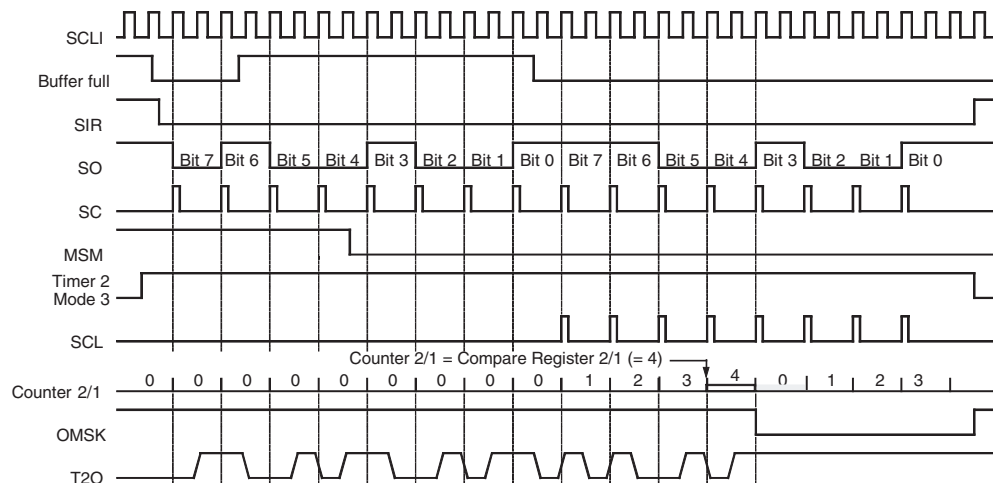 SCLI
Buffer full
SIR
SO
Bit 7 Bit 6 Bit 5 Bit 4 Bit 3 Bit 2 Bit 1 Bit 0 Bit 7 Bit 6 Bit 5 Bit 4 Bit 3 Bit 2 Bit 1 Bit 0
SC
MSM
Timer 2
Mode 3
SCL
Counter 2/1 = Compare Register 2/1 (= 4)
Counter 2/1
0 0 0 0 0 0 0 0 0 1 2 3 4 0 1 2 3
OMSK
T2O